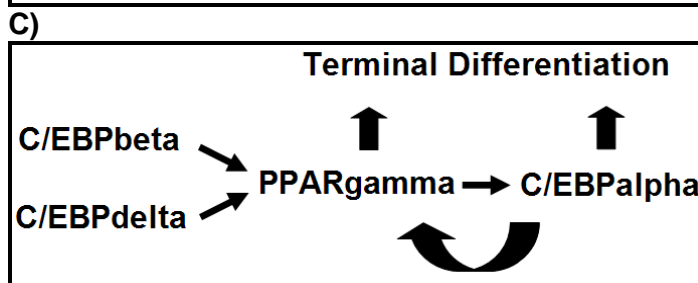 C)
Terminal Differentiation
C/EBPbeta
PPARgamma
C/EBPalpha
C/EBPdelta